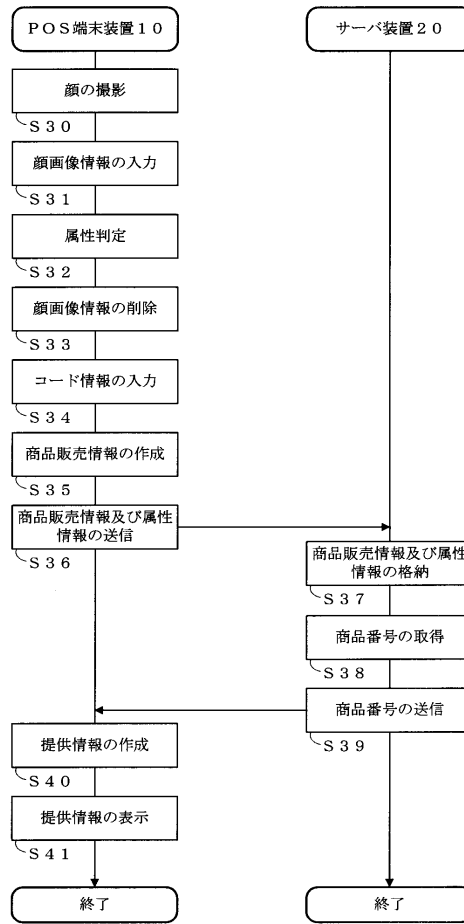 POS端末装置10
サーバ装置20
顔の撮影
S30
顔画像情報の入力
S31
属性判定
S32
顔画像情報の削除
S33
コード情報の入力
S34
商品販売情報の作成
S35
商品販売情報及び属性
情報の送信
S36
商品販売情報及び属性
情報の格納
S37
商品番号の取得
S38
商品番号の送信
S39
提供情報の作成
S40
提供情報の表示
S41
終了
終了